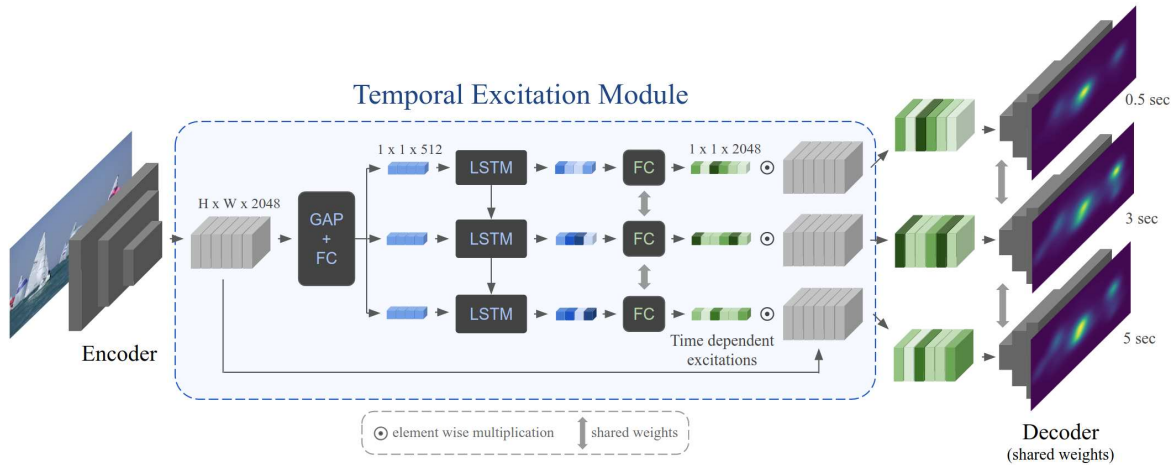 Temporal Excitation Module
0.5 sec
1 x 1 x 512
1 x 1 x 2048
LSTM
FC
H x W x 2048
GAP
+
FC
LSTM
FC
3 sec
LSTM
FC
Time dependent
excitations
5 sec
Encoder
element wise multiplication
shared weights
Decoder
(shared weights)